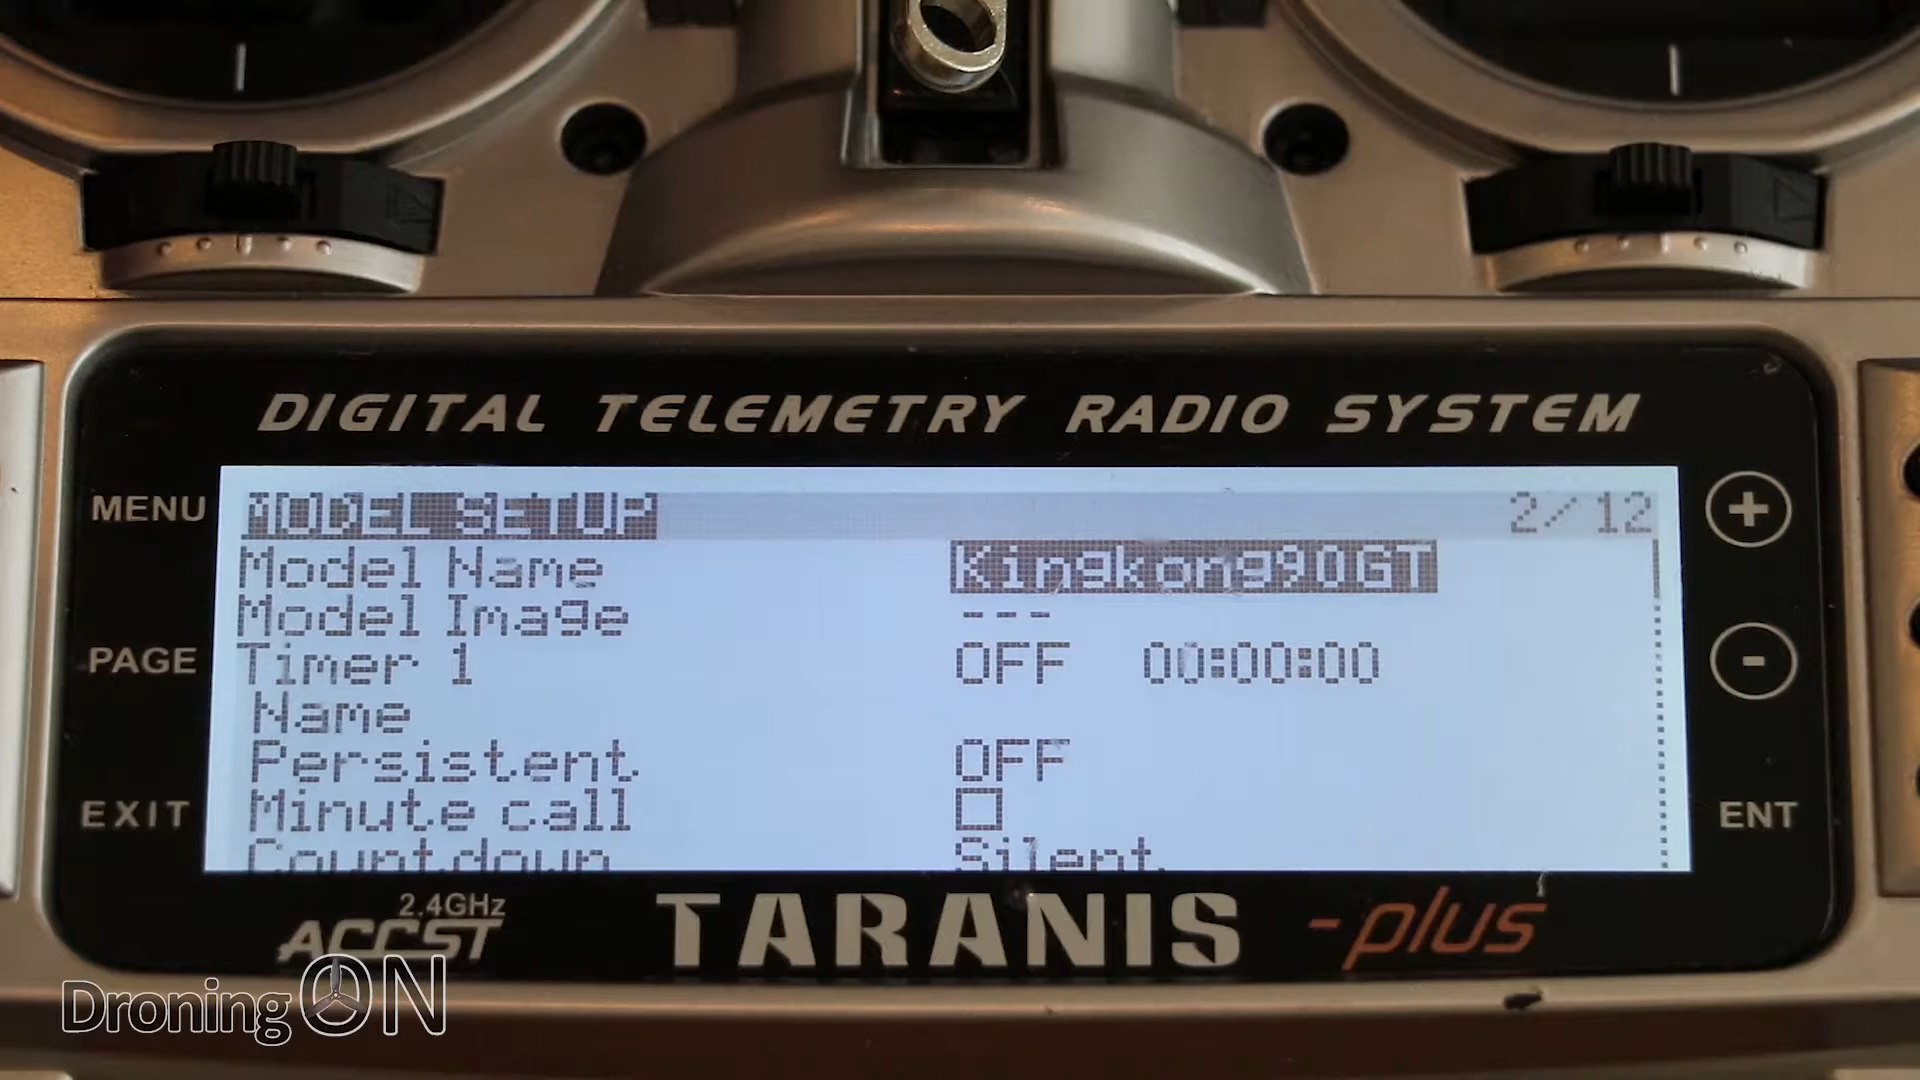 DIGITAL TELEMETRY RADIO SYSTEM
MENU
PAGE
EXIT
MODEL SETUP 2/12
Model Name Kingkong90GT
Model Image ---
Timer 1 OFF 00:00:00
Name
Persistent OFF
Minute call
Countdown Silent
+
-
ENT
2.4GHz
ACCST
TARANIS -plus
DroningON